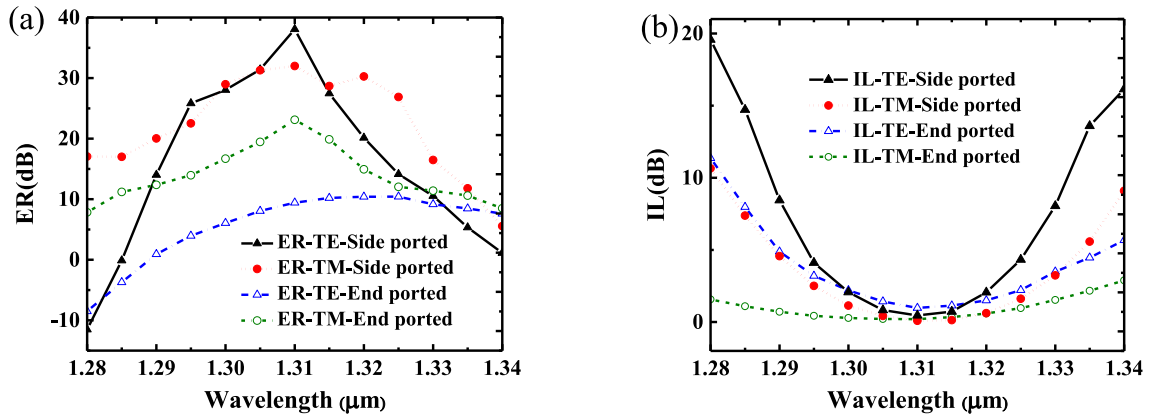 (a)
40
30
20
10
0
-10
ER(dB)
ER-TE-Side ported
ER-TM-Side ported
ER-TE-End ported
ER-TM-End ported
1.28 1.29 1.30 1.31 1.32 1.33 1.34
Wavelength (μm)
(b)
20
10
0
IL(dB)
IL-TE-Side ported
IL-TM-Side ported
IL-TE-End ported
IL-TM-End ported
1.28 1.29 1.30 1.31 1.32 1.33 1.34
Wavelength (μm)